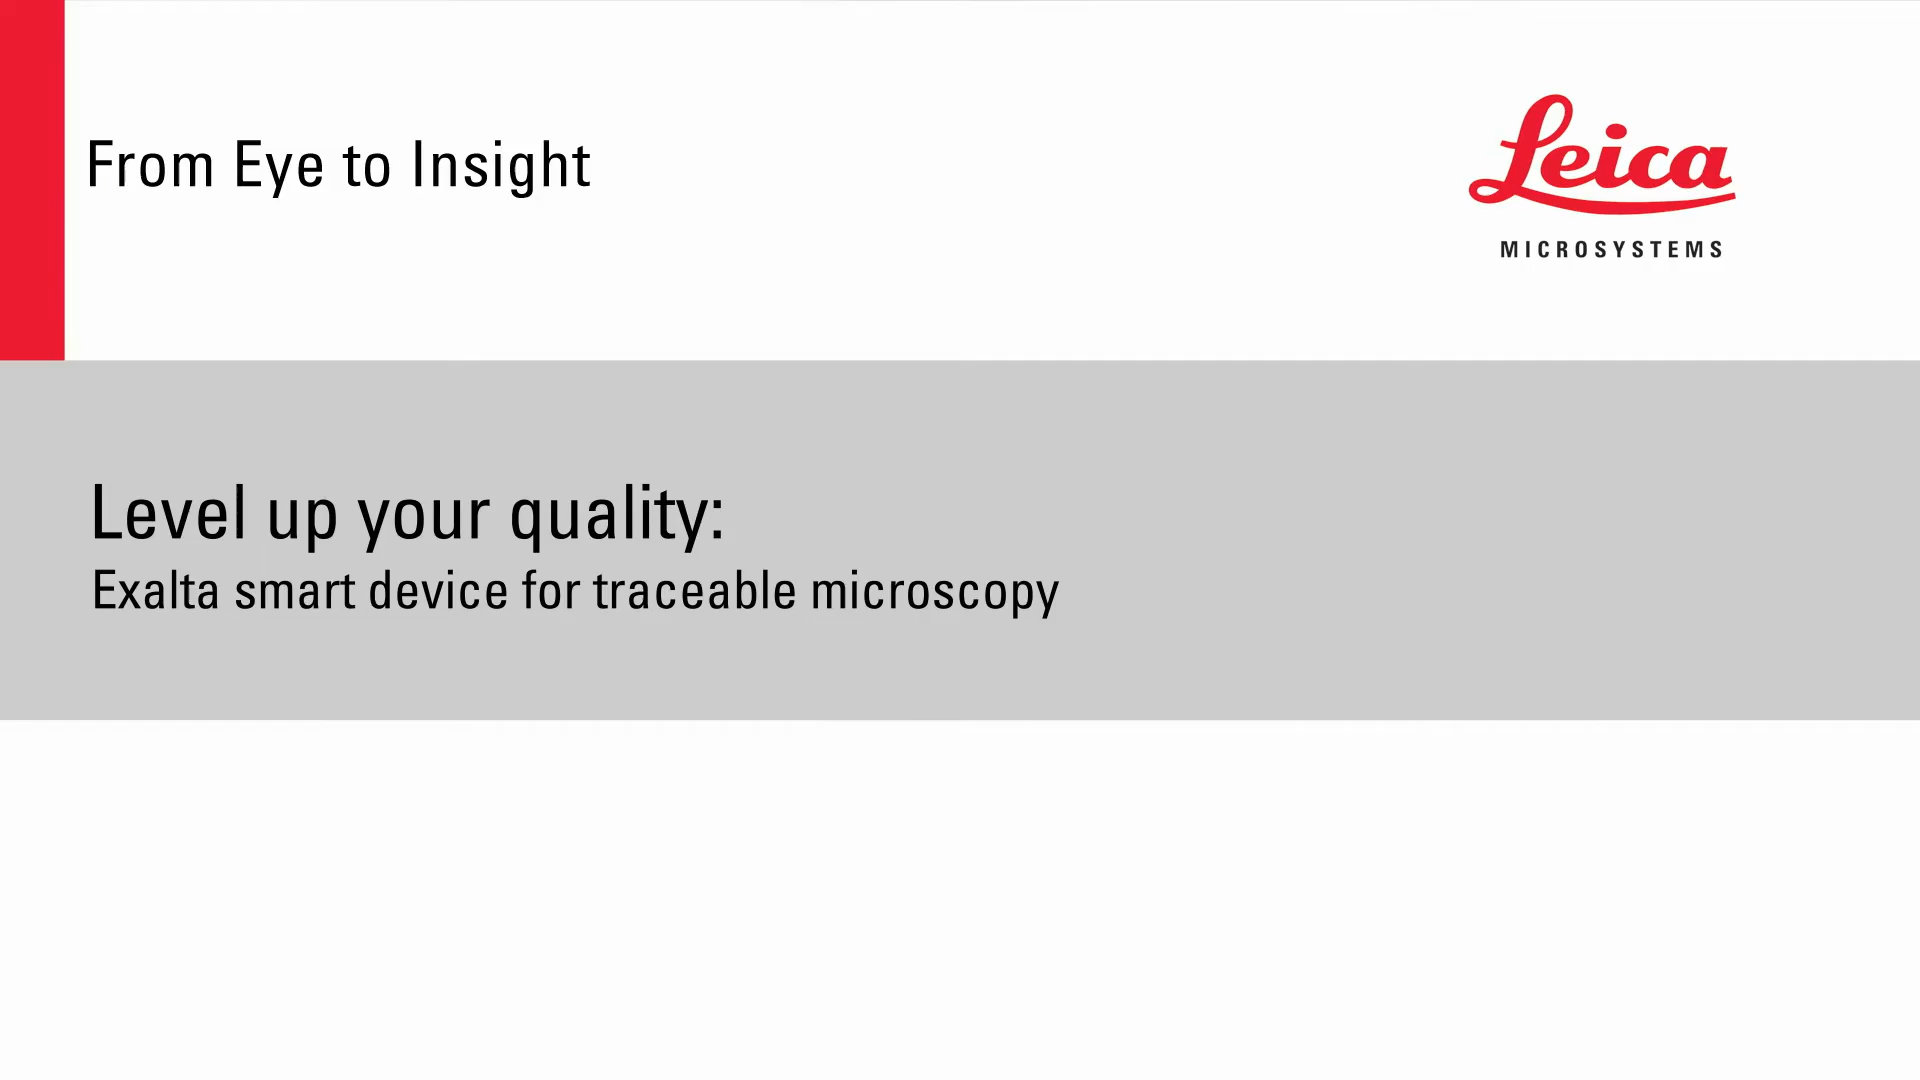 From Eye to Insight
Leica
MICROSYSTEMS
Level up your quality:
Exalta smart device for traceable microscopy